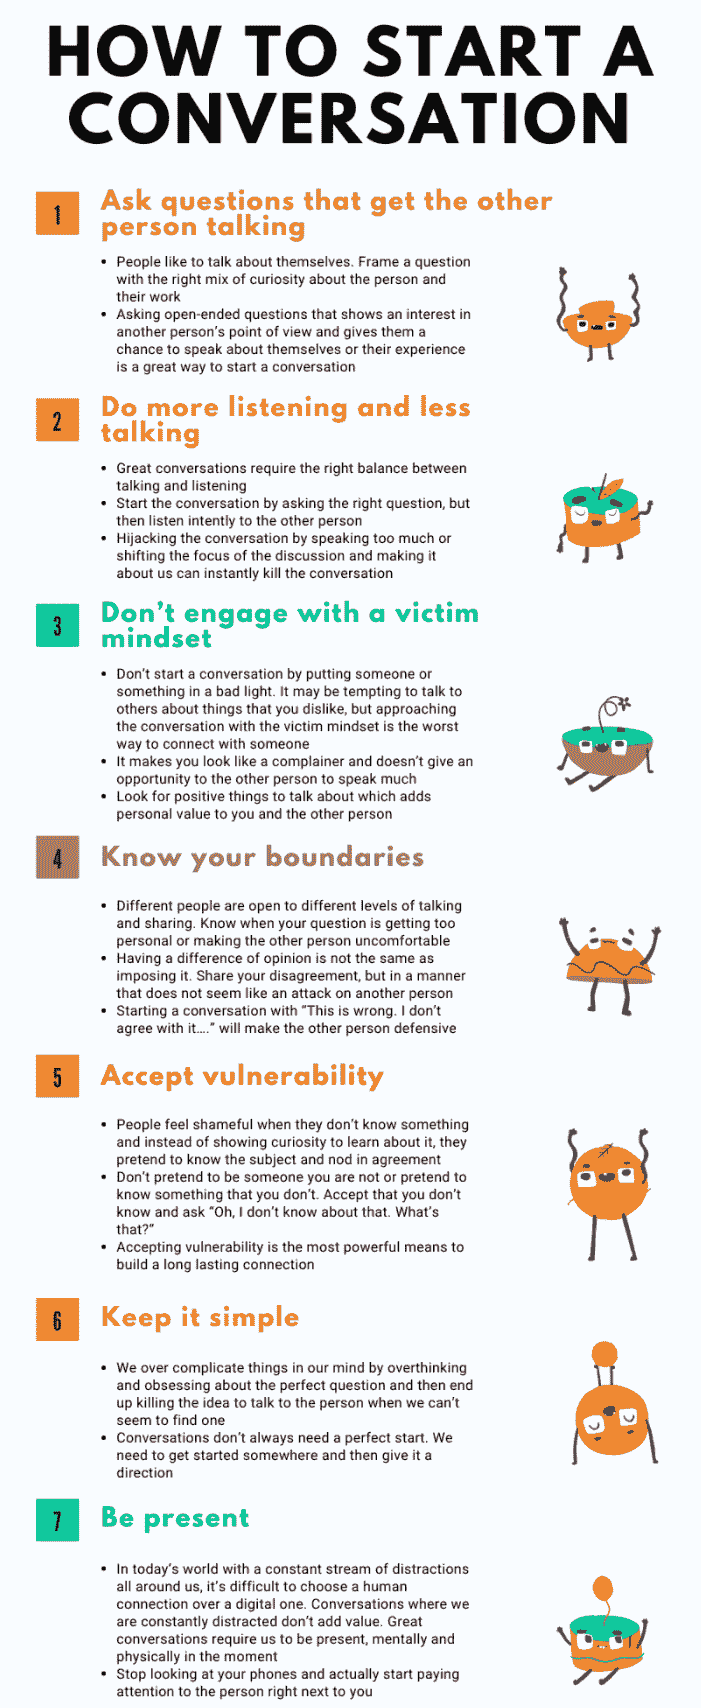 HOW TO START A
CONVERSATION
1
Ask questions that get the other
person talking
• People like to talk about themselves. Frame a question
with the right mix of curiosity about the person and
their work
• Asking open-ended questions that shows an interest in
another person's point of view and gives them a
chance to speak about themselves or their experience
is a great way to start a conversation
2
Do more listening and less
talking
• Great conversations require the right balance between
talking and listening
• Start the conversation by asking the right question, but
then listen intently to the other person
• Hijacking the conversation by speaking too much or
shifting the focus of the discussion and making it
about us can instantly kill the conversation
3
Don't engage with a victim
mindset
• Don't start a conversation by putting someone or
something in a bad light. It may be tempting to talk to
others about things that you dislike, but approaching
the conversation with the victim mindset is the worst
way to connect with someone
• It makes you look like a complainer and doesn't give an
opportunity to the other person to speak much
• Look for positive things to talk about which adds
personal value to you and the other person
4
Know your boundaries
• Different people are open to different levels of talking
and sharing. Know when your question is getting too
personal or making the other person uncomfortable
• Having a difference of opinion is not the same as
imposing it. Share your disagreement, but in a manner
that does not seem like an attack on another person
• Starting a conversation with "This is wrong. I don't
agree with it...." will make the other person defensive
5
Accept vulnerability
• People feel shameful when they don't know something
and instead of showing curiosity to learn about it, they
pretend to know the subject and nod in agreement
• Don't pretend to be someone you are not or pretend to
know something that you don't. Accept that you don't
know and ask "Oh, I don't know about that. What's
that?"
• Accepting vulnerability is the most powerful means to
build a long lasting connection
6
Keep it simple
• We over complicate things in our mind by overthinking
and obsessing about the perfect question and then end
up killing the idea to talk to the person when we can't
seem to find one
• Conversations don't always need a perfect start. We
need to get started somewhere and then give it a
direction
7
Be present
• In today's world with a constant stream of distractions
all around us, it's difficult to choose a human
connection over a digital one. Conversations where we
are constantly distracted don't add value. Great
conversations require us to be present, mentally and
physically in the moment
• Stop looking at your phones and actually start paying
attention to the person right next to you